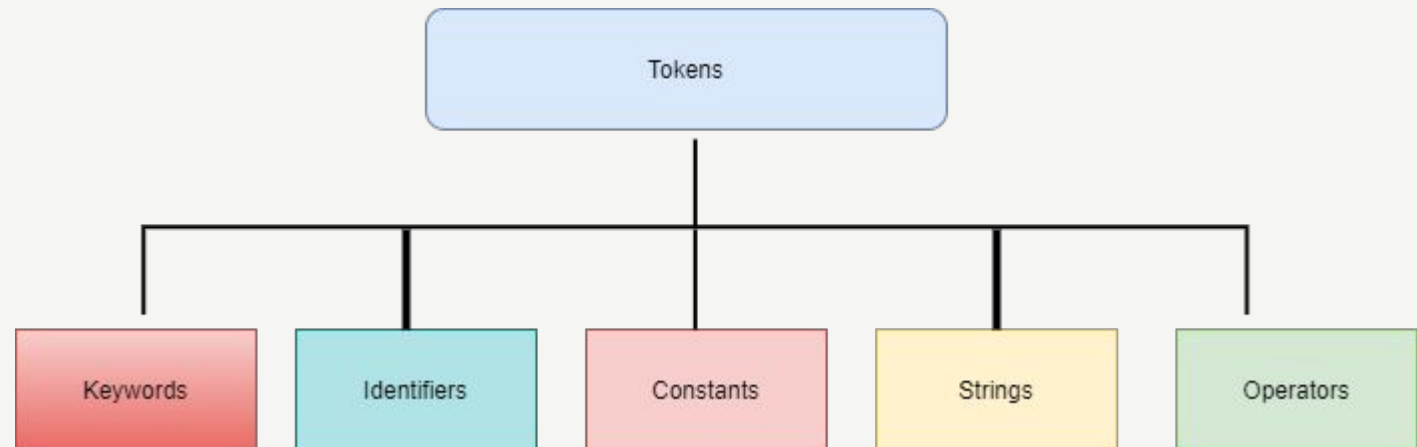 Tokens
Keywords
Identifiers
Constants
Strings
Operators